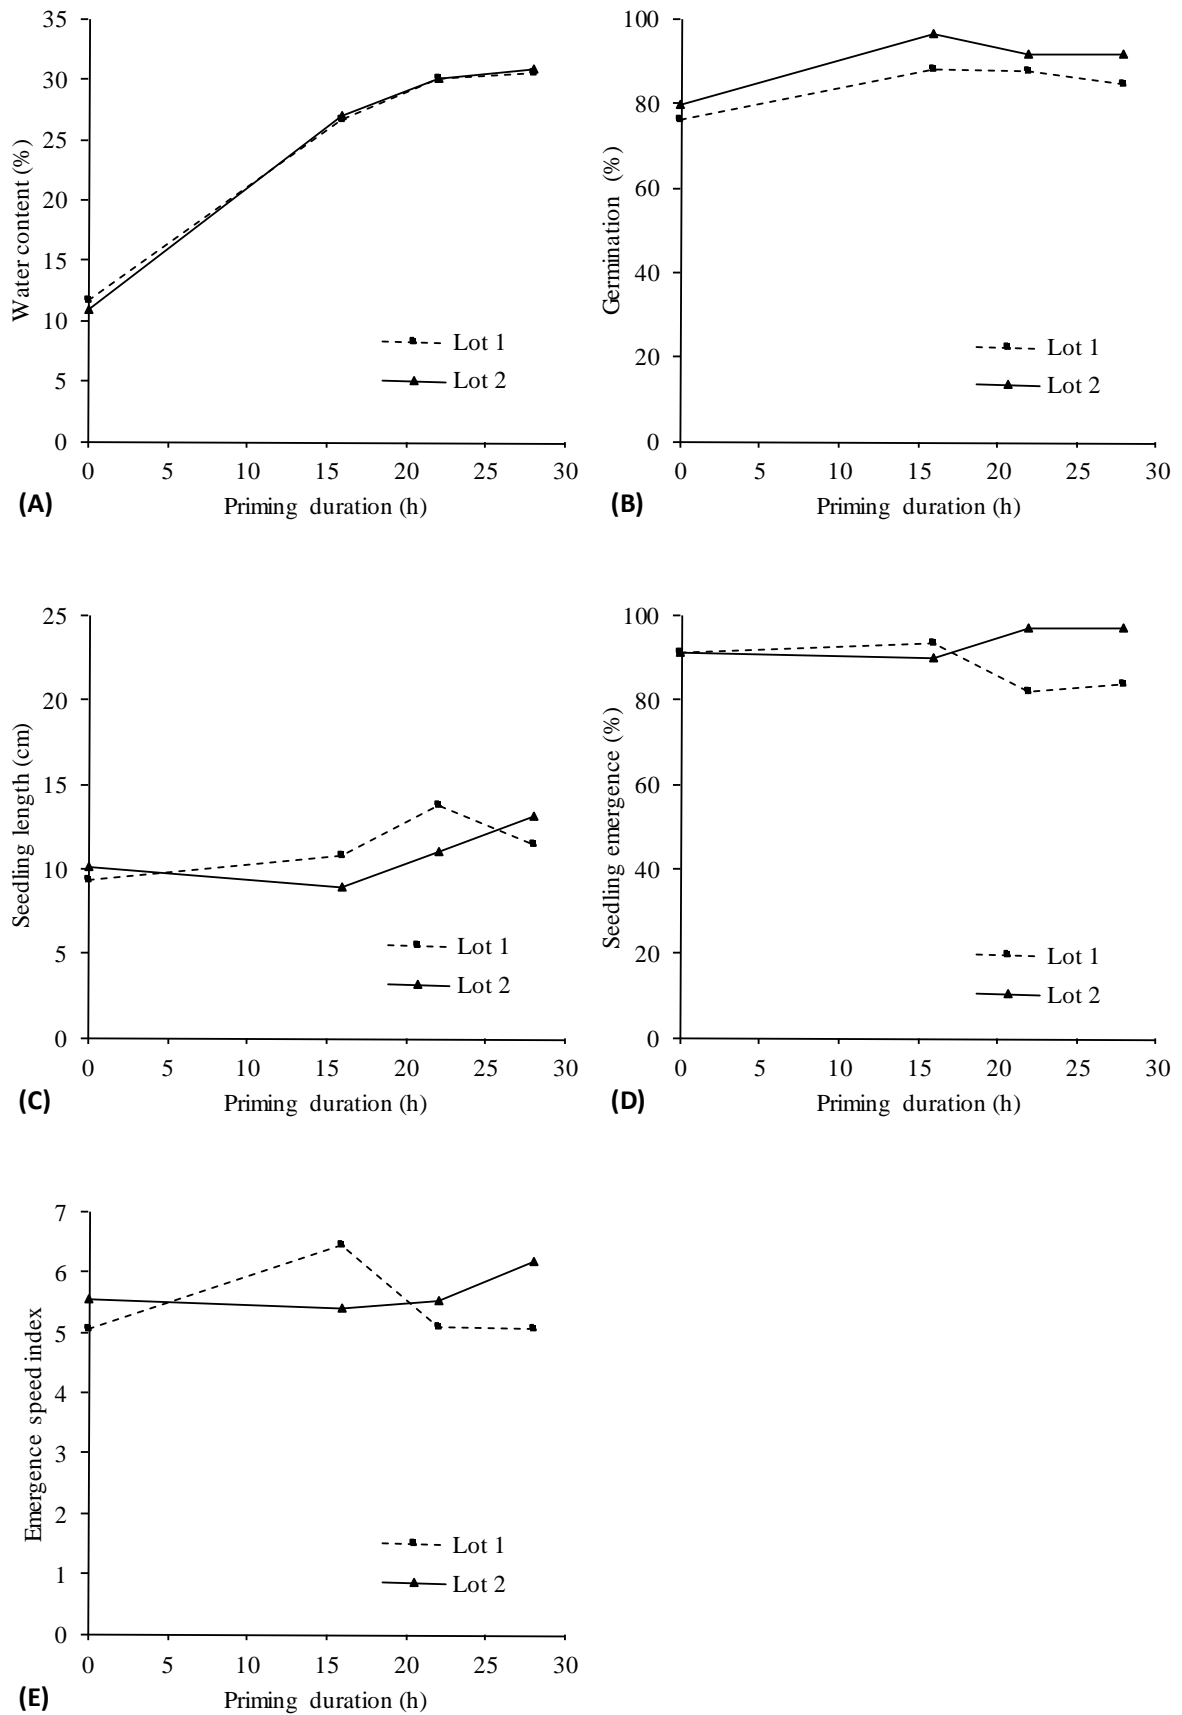 35
30
25
20
15
10
5
0
Water content (%)
Lot 1
Lot 2
0 5 10 15 20 25 30
Priming duration (h)
(A)
100
80
60
40
20
0
Germination (%)
Lot 1
Lot 2
0 5 10 15 20 25 30
Priming duration (h)
(B)
25
20
15
10
5
0
Seedling length (cm)
Lot 1
Lot 2
0 5 10 15 20 25 30
Priming duration (h)
(C)
100
80
60
40
20
0
Seedling emergence (%)
Lot 1
Lot 2
0 5 10 15 20 25 30
Priming duration (h)
(D)
7
6
5
4
3
2
1
0
Emergence speed index
Lot 1
Lot 2
0 5 10 15 20 25 30
Priming duration (h)
(E)